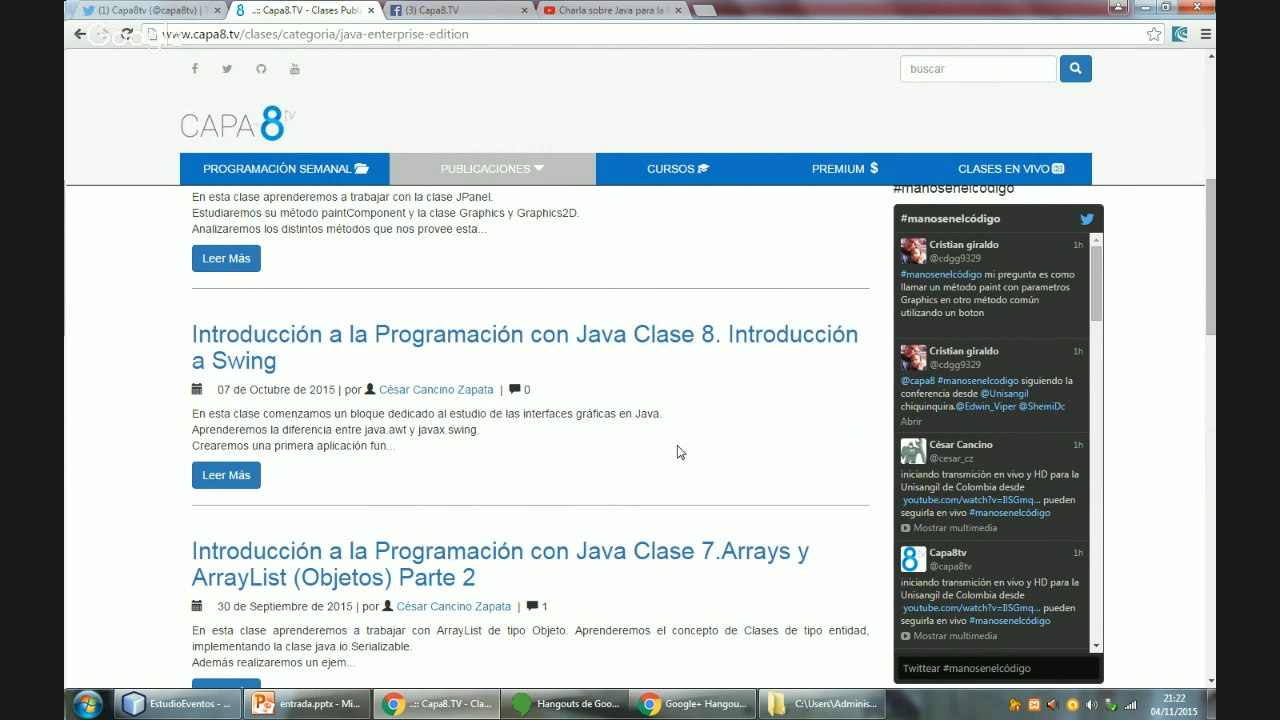 (1) Capa8tv (@capa8tv) | T
8 ..:: Capa8.TV - Clases Publi
(3) Capa8.TV
Charla sobre Java para la
www.capa8.tv/clases/categoria/java-enterprise-edition
Google
buscar
CAPA 8 tv
PROGRAMACIÓN SEMANAL
PUBLICACIONES
CURSOS
PREMIUM $
CLASES EN VIVO
En esta clase aprenderemos a trabajar con la clase JPanel.
Estudiaremos su método paintComponent y la clase Graphics y Graphics2D.
Analizaremos los distintos métodos que nos provee esta...
Leer Más
Introducción a la Programación con Java Clase 8. Introducción
a Swing
07 de Octubre de 2015 | por César Cancino Zapata | 0
En esta clase comenzamos un bloque dedicado al estudio de las interfaces gráficas en Java.
Aprenderemos la diferencia entre java.awt y javax.swing.
Crearemos una primera aplicación fun...
Leer Más
Introducción a la Programación con Java Clase 7.Arrays y
ArrayList (Objetos) Parte 2
30 de Septiembre de 2015 | por César Cancino Zapata | 1
En esta clase aprenderemos a trabajar con ArrayList de tipo Objeto. Aprenderemos el concepto de Clases de tipo entidad,
implementando la clase java.io.Serializable.
Además realizaremos un ejem...
#manosenelcodigo
#manosenelcódigo
Cristian giraldo 1h
@cdgg9329
#manosenelcódigo mi pregunta es como
llamar un método paint con parametros
Graphics en otro método común
utilizando un boton
Cristian giraldo 1h
@cdgg9329
@capa8 #manosenelcodigo siguiendo la
conferencia desde @Unisangil
chiquinquira.@Edwin_Viper @ShemiDc
Abrir
César Cancino 1h
@cesar_cz
iniciando transmición en vivo y HD para la
Unisangil de Colombia desde
youtube.com/watch?v=IlSGmq... pueden
seguirla en vivo #manosenelcódigo
Mostrar multimedia
8
Capa8tv 1h
@capa8tv
iniciando transmición en vivo y HD para la
Unisangil de Colombia desde
youtube.com/watch?v=IlSGmq... pueden
seguirla en vivo #manosenelcódigo
Mostrar multimedia
Twittear #manosenelcódigo
EstudioEventos - ...
entrada.pptx - Mi...
..:: Capa8.TV - Cl...
Hangouts de Goo...
Google+ Hangou...
C:\Users\Adminis...
21:22
04/11/2015